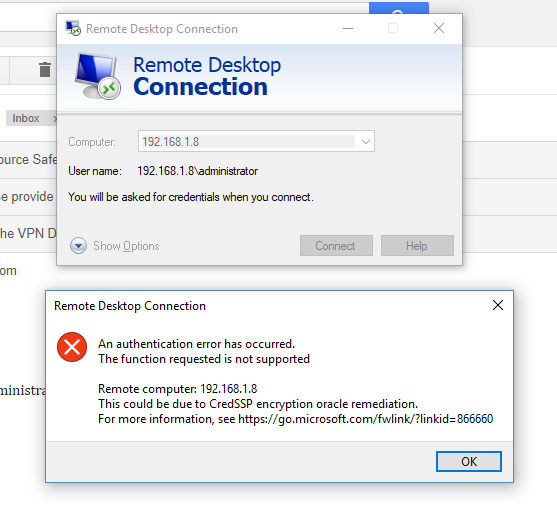 Remote Desktop Connection
Remote Desktop
Connection
Inbox x
ource Safe
Computer: 192.168.1.8
User name: 192.168.1.8\administrator
se provide
You will be asked for credentials when you connect.
the VPN D
Show Options Connect Help
om
Remote Desktop Connection
An authentication error has occurred.
The function requested is not supported
Remote computer: 192.168.1.8
ministra
This could be due to CredSSP encryption oracle remediation.
For more information, see https://go.microsoft.com/fwlink/?linkid=866660
OK